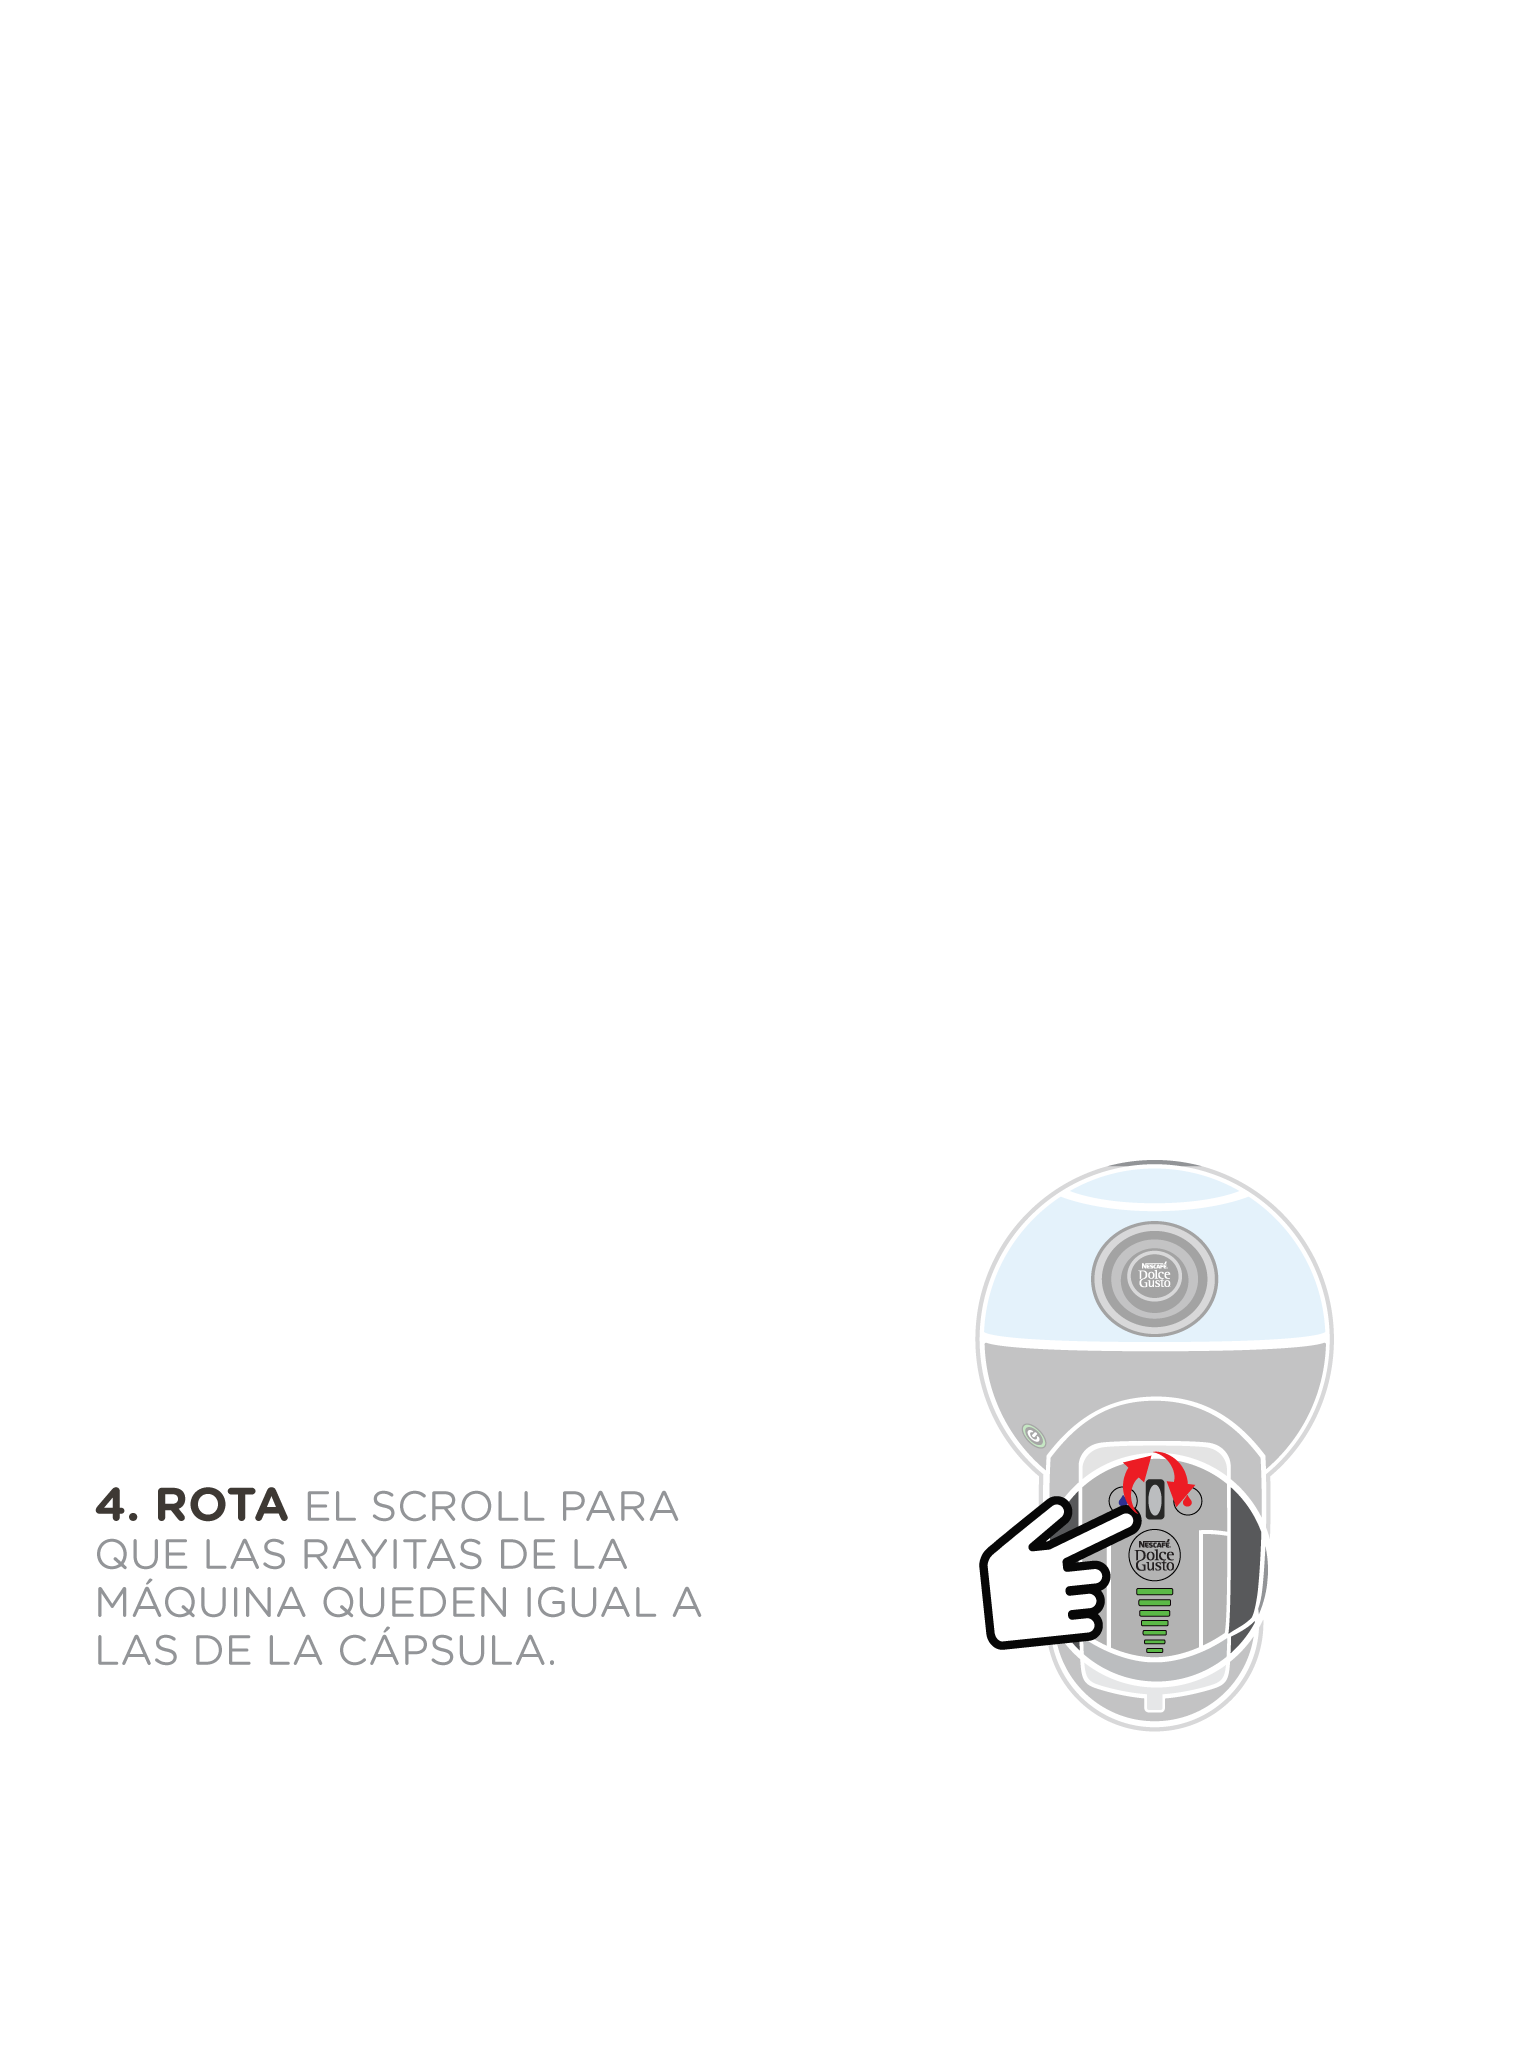 NESCAFÉ
Dolce
Gusto
4. ROTA EL SCROLL PARA
QUE LAS RAYITAS DE LA
MÁQUINA QUEDEN IGUAL A
LAS DE LA CÁPSULA.
NESCAFÉ
Dolce
Gusto